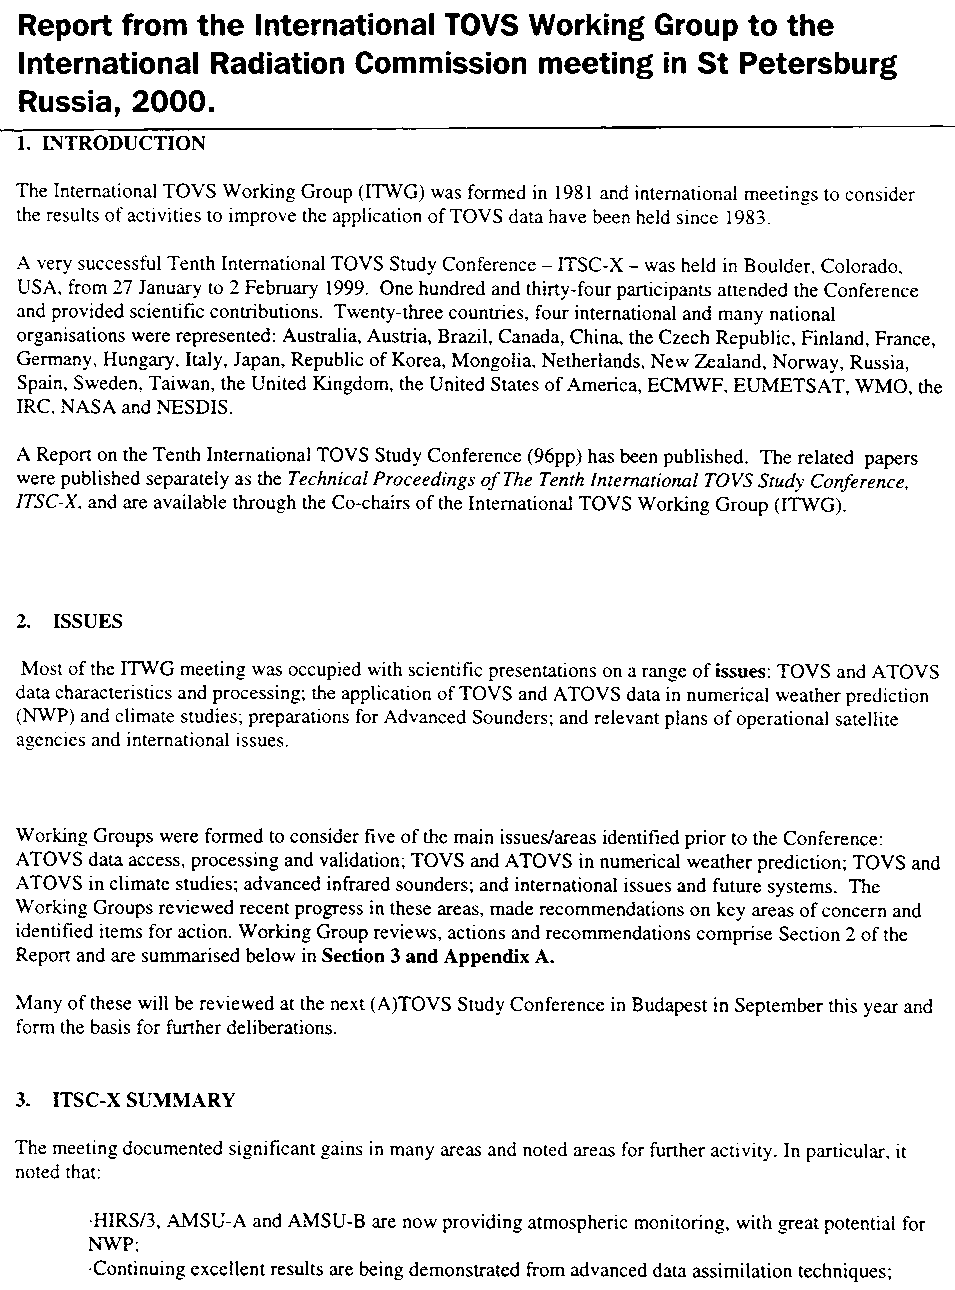 Report from the International TOVS Working Group to the
International Radiation Commission meeting in St Petersburg
Russia, 2000.
1. INTRODUCTION
The International TOVS Working Group (ITWG) was formed in 1981 and international meetings to consider
the results of activities to improve the application of TOVS data have been held since 1983.
A very successful Tenth International TOVS Study Conference – ITSC-X – was held in Boulder, Colorado,
USA, from 27 January to 2 February 1999. One hundred and thirty-four participants attended the Conference
and provided scientific contributions. Twenty-three countries, four international and many national
organisations were represented: Australia, Austria, Brazil, Canada, China, the Czech Republic, Finland, France,
Germany, Hungary, Italy, Japan, Republic of Korea, Mongolia, Netherlands, New Zealand, Norway, Russia,
Spain, Sweden, Taiwan, the United Kingdom, the United States of America, ECMWF, EUMETSAT, WMO, the
IRC, NASA and NESDIS.
A Report on the Tenth International TOVS Study Conference (96pp) has been published. The related papers
were published separately as the Technical Proceedings of The Tenth International TOVS Study Conference,
ITSC-X, and are available through the Co-chairs of the International TOVS Working Group (ITWG).
2. ISSUES
Most of the ITWG meeting was occupied with scientific presentations on a range of issues: TOVS and ATOVS
data characteristics and processing; the application of TOVS and ATOVS data in numerical weather prediction
(NWP) and climate studies; preparations for Advanced Sounders; and relevant plans of operational satellite
agencies and international issues.
Working Groups were formed to consider five of the main issues/areas identified prior to the Conference:
ATOVS data access, processing and validation; TOVS and ATOVS in numerical weather prediction; TOVS and
ATOVS in climate studies; advanced infrared sounders; and international issues and future systems. The
Working Groups reviewed recent progress in these areas, made recommendations on key areas of concern and
identified items for action. Working Group reviews, actions and recommendations comprise Section 2 of the
Report and are summarised below in Section 3 and Appendix A.
Many of these will be reviewed at the next (A)TOVS Study Conference in Budapest in September this year and
form the basis for further deliberations.
3. ITSC-X SUMMARY
The meeting documented significant gains in many areas and noted areas for further activity. In particular, it
noted that:
·HIRS/3, AMSU-A and AMSU-B are now providing atmospheric monitoring, with great potential for
NWP;
·Continuing excellent results are being demonstrated from advanced data assimilation techniques;